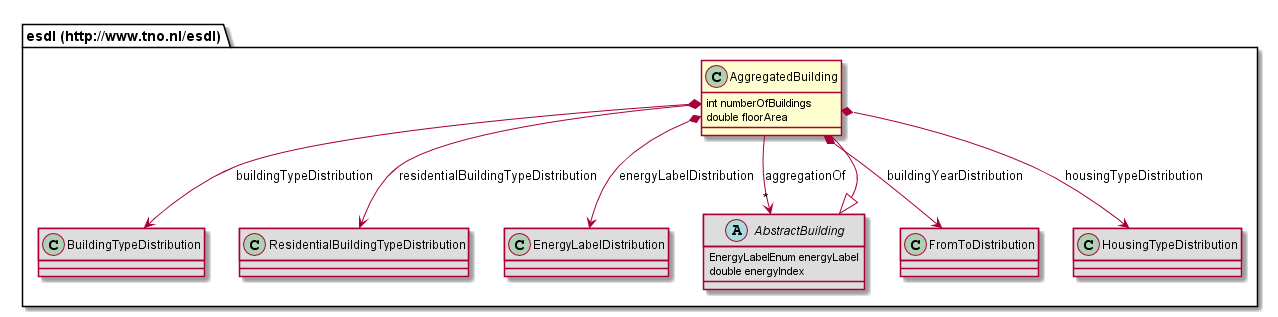 esdl (http://www.tno.nl/esdl)
C AggregatedBuilding
int numberOfBuildings
double floorArea
buildingTypeDistribution
residentialBuildingTypeDistribution
energyLabelDistribution
aggregationOf
buildingYearDistribution
housingTypeDistribution
*
C BuildingTypeDistribution
C ResidentialBuildingTypeDistribution
C EnergyLabelDistribution
A AbstractBuilding
EnergyLabelEnum energyLabel
double energyIndex
C FromToDistribution
C HousingTypeDistribution